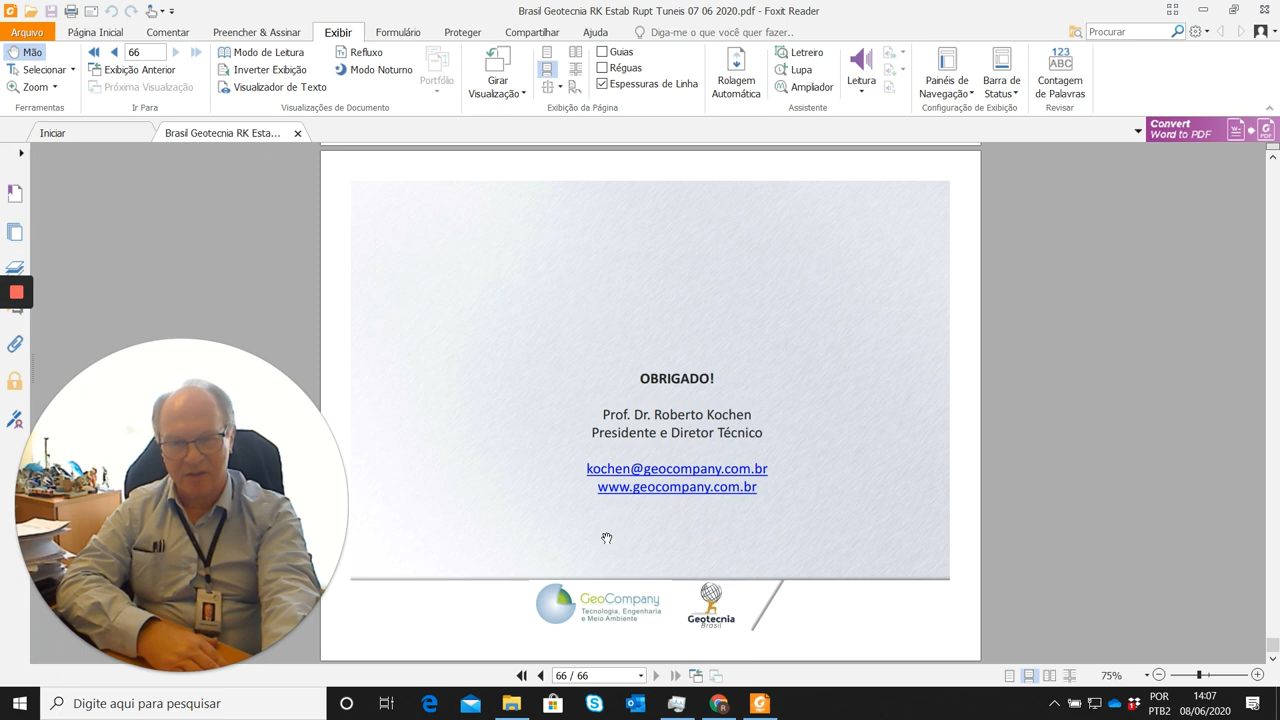 Brasil Geotecnia RK Estab Rupt Tuneis 07 06 2020.pdf - Foxit Reader
Arquivo Página Inicial Comentar Preencher & Assinar Exibir Formulário Proteger Compartilhar Ajuda Diga-me o que você quer fazer.. Procurar
Mão 66 Modo de Leitura Refluxo Guias Letreiro
Selecionar Exibição Anterior Inverter Exibição Modo Noturno Réguas Lupa
Zoom Próxima Visualização Visualizador de Texto Espessuras de Linha Ampliador
Portfólio
Girar Visualização
Rolagem Automática
Leitura
Painéis de Navegação
Barra de Status
123 ABC
Contagem de Palavras
Ferramentas Ir Para Visualizações de Documento Exibição da Página Assistente Configuração de Exibição Revisar
Iniciar Brasil Geotecnia RK Esta...
Convert
Word to PDF
PDF
OBRIGADO!
Prof. Dr. Roberto Kochen
Presidente e Diretor Técnico
kochen@geocompany.com.br
www.geocompany.com.br
GeoCompany
Tecnologia, Engenharia
e Meio Ambiente
Geotecnia
Brasil
66 / 66 75%
Digite aqui para pesquisar
POR
PTB2
14:07
08/06/2020